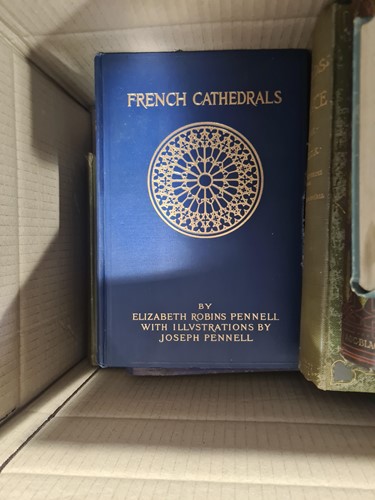 FRENCH CATHEDRALS
BY
ELIZABETH ROBINS PENNELL
WITH ILLVSTRATIONS BY
JOSEPH PENNELL